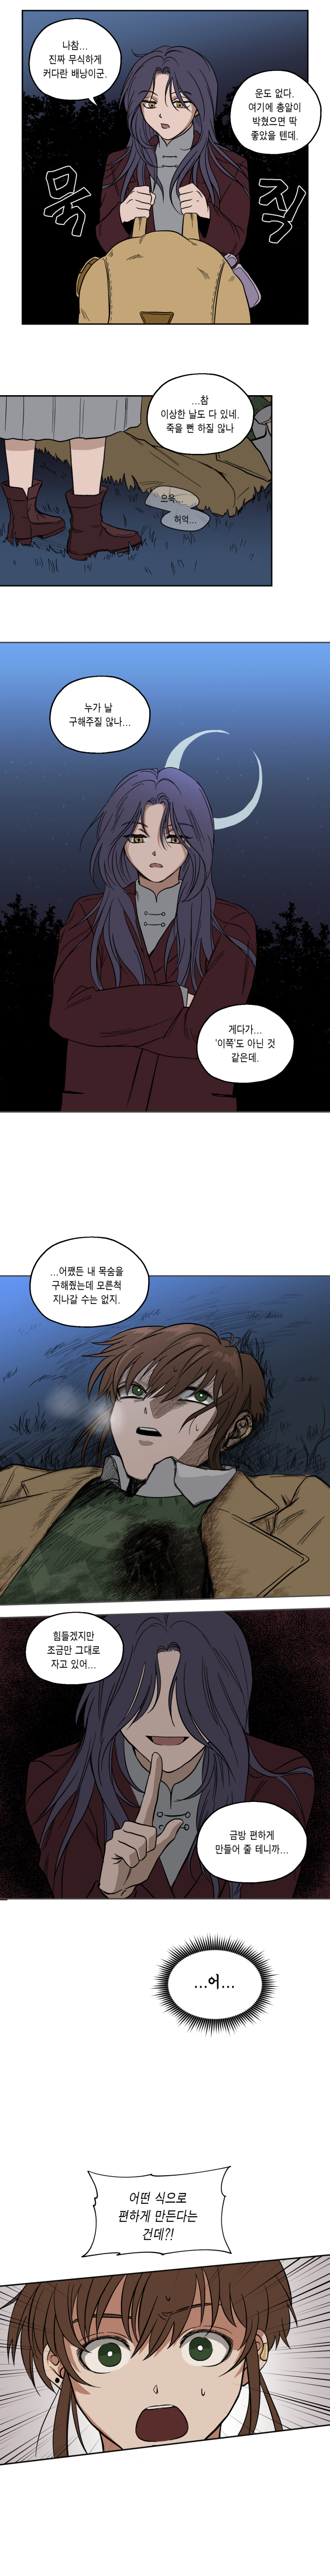 나참...
진짜 무식하게
커다란 배낭이군.
운도 없다.
여기에 총알이
박혔으면 딱
좋았을 텐데.
묵
직
...참
이상한 날도 다 있네.
죽을 뻔 하질 않나
으윽...
허억...
누가 날
구해주질 않나...
게다가...
'이쪽'도 아닌 것
같은데.
...어쨌든 내 목숨을
구해줬는데 모른척
지나갈 수는 없지.
힘들겠지만
조금만 그대로
자고 있어...
금방 편하게
만들어 줄 테니까...
...어...
어떤 식으로
편하게 만든다는
건데?!